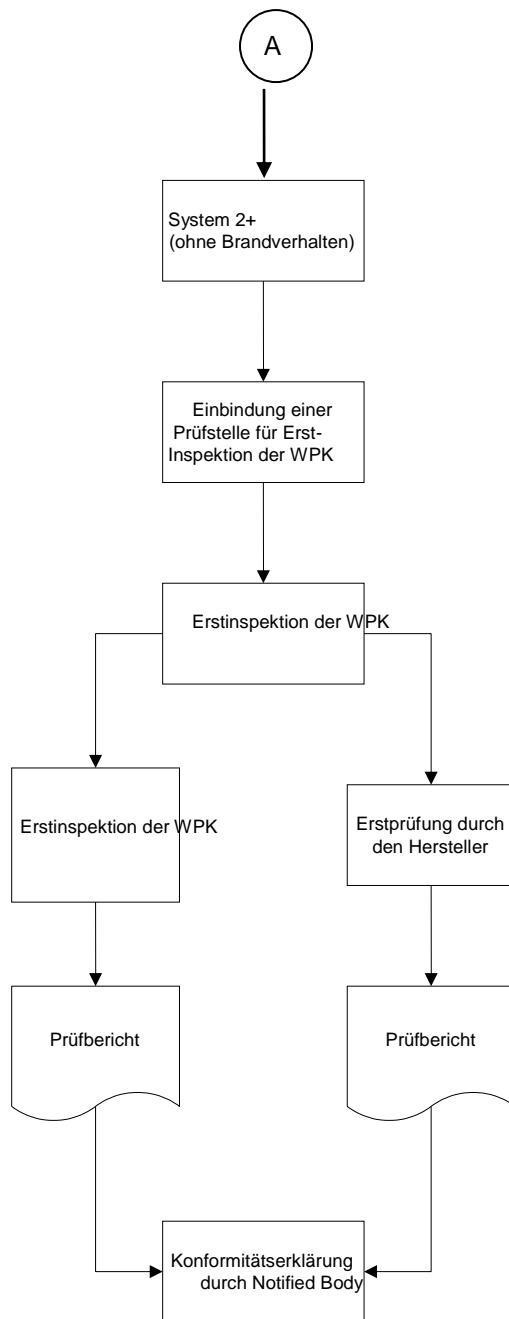 A
System 2+
(ohne Brandverhalten)
Einbindung einer
Prüfstelle für Erst-
Inspektion der WPK
Erstinspektion der WPK
Erstinspektion der WPK
Erstprüfung durch
den Hersteller
Prüfbericht
Prüfbericht
Konformitätserklärung
durch Notified Body